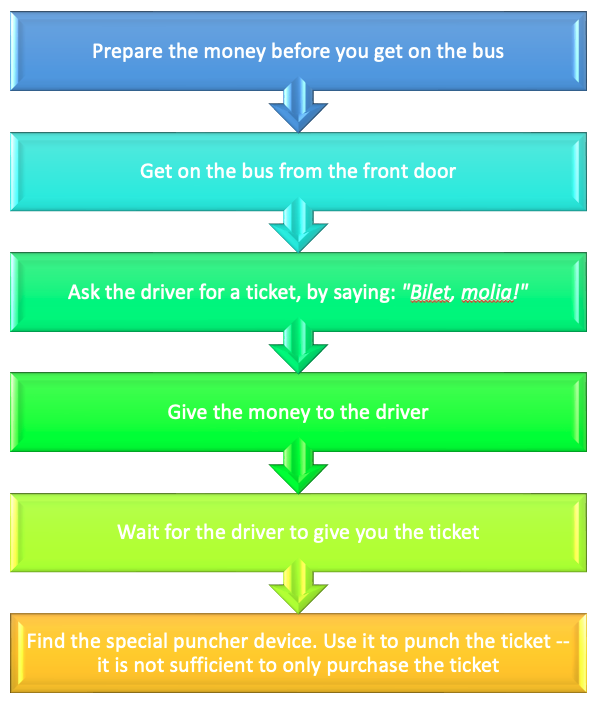 Prepare the money before you get on the bus
Get on the bus from the front door
Ask the driver for a ticket, by saying: "Bilet, molia!"
Give the money to the driver
Wait for the driver to give you the ticket
Find the special puncher device. Use it to punch the ticket --
it is not sufficient to only purchase the ticket